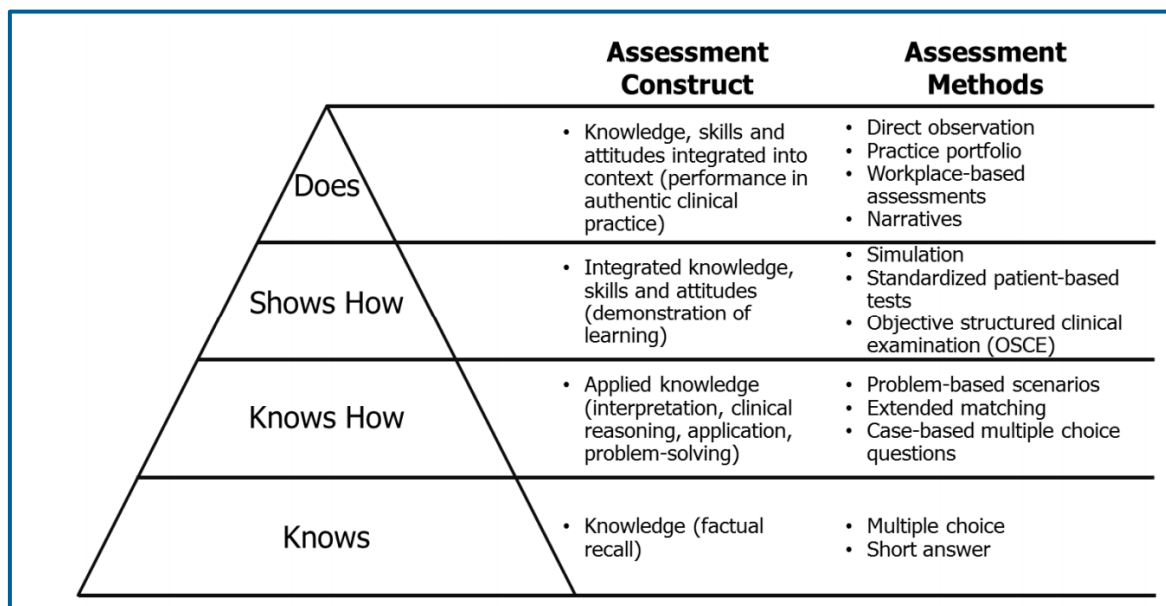 Assessment
Construct
Assessment
Methods
Does
• Knowledge, skills and
attitudes integrated into
context (performance in
authentic clinical
practice)
• Direct observation
• Practice portfolio
• Workplace-based
assessments
• Narratives
Shows How
• Integrated knowledge,
skills and attitudes
(demonstration of
learning)
• Simulation
• Standardized patient-based
tests
• Objective structured clinical
examination (OSCE)
Knows How
• Applied knowledge
(interpretation, clinical
reasoning, application,
problem-solving)
• Problem-based scenarios
• Extended matching
• Case-based multiple choice
questions
Knows
• Knowledge (factual
recall)
• Multiple choice
• Short answer